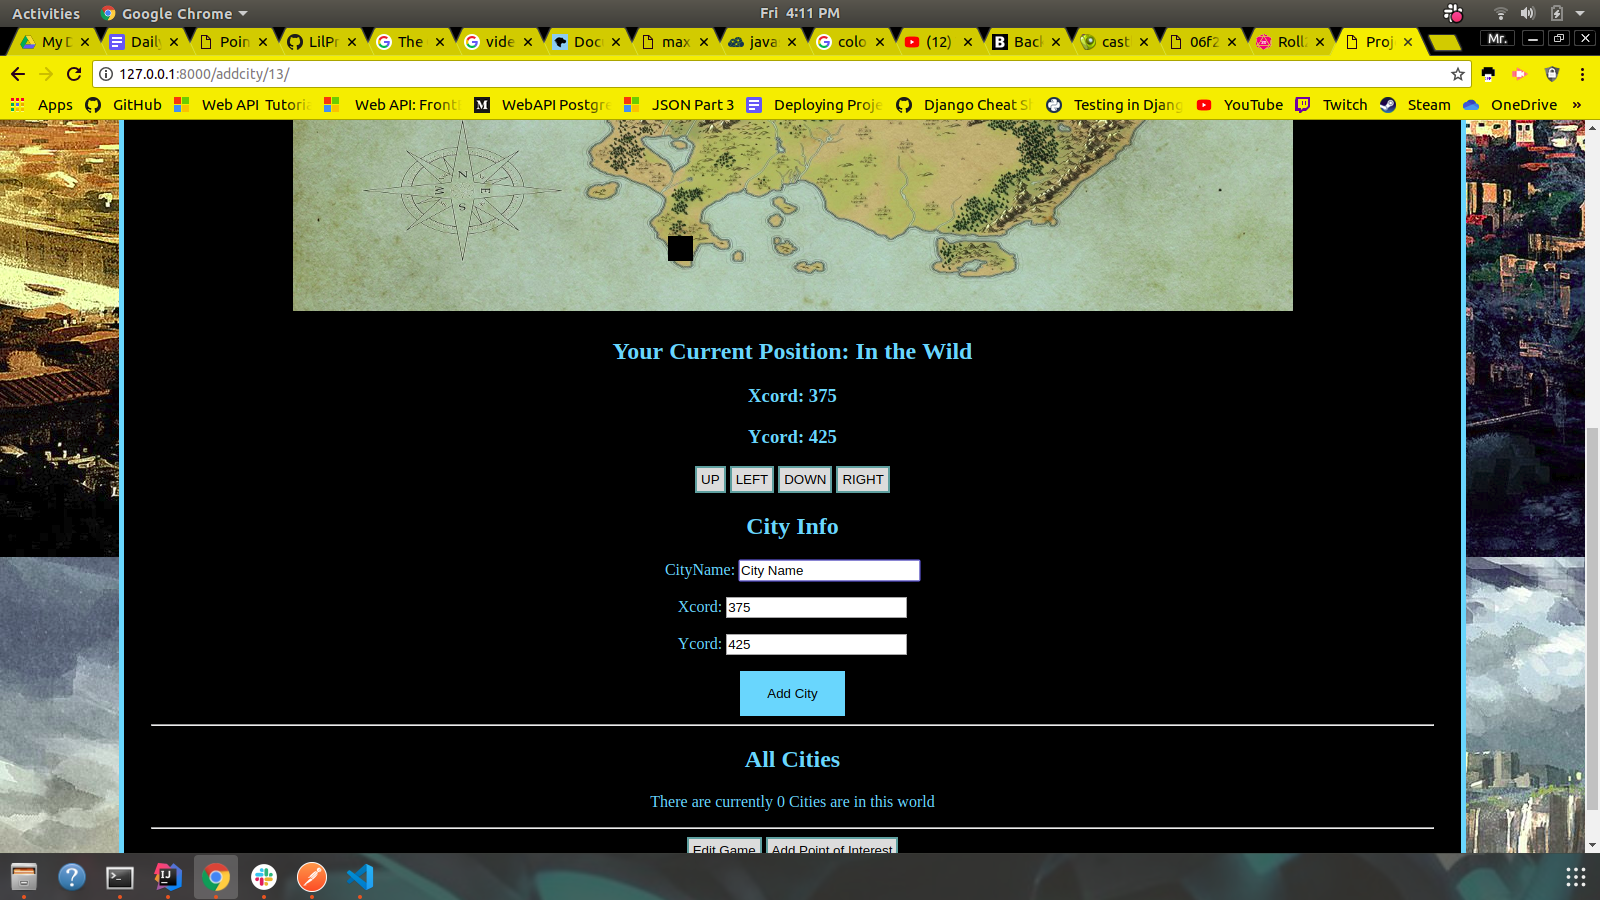 Activities Google Chrome Fri 4:11 PM
My D Daily Poin LilPr The vide Doc max java colo (12) Back cast 06f2 Roll Proj Mr.
127.0.0.1:8000/addcity/13/
Apps GitHub Web API Tutoria Web API: Front WebAPI Postgre JSON Part 3 Deploying Proje Django Cheat S Testing in Djang YouTube Twitch Steam OneDrive »
N
W E
S
Your Current Position: In the Wild
Xcord: 375
Ycord: 425
UP LEFT DOWN RIGHT
City Info
CityName: City Name
Xcord: 375
Ycord: 425
Add City
All Cities
There are currently 0 Cities are in this world
Edit Game Add Point of Interest